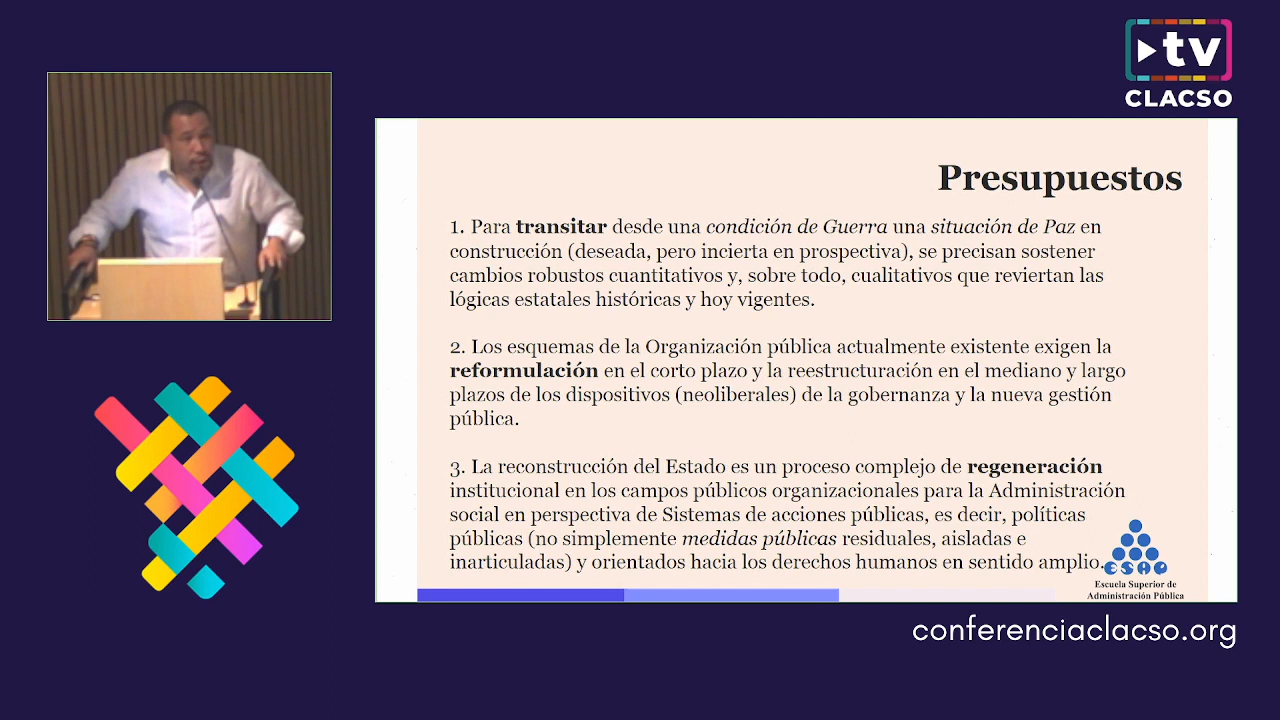 tv
CLACSO
Presupuestos
1. Para transitar desde una condición de Guerra una situación de Paz en
construcción (deseada, pero incierta en prospectiva), se precisan sostener
cambios robustos cuantitativos y, sobre todo, cualitativos que reviertan las
lógicas estatales históricas y hoy vigentes.
2. Los esquemas de la Organización pública actualmente existente exigen la
reformulación en el corto plazo y la reestructuración en el mediano y largo
plazos de los dispositivos (neoliberales) de la gobernanza y la nueva gestión
pública.
3. La reconstrucción del Estado es un proceso complejo de regeneración
institucional en los campos públicos organizacionales para la Administración
social en perspectiva de Sistemas de acciones públicas, es decir, políticas
públicas (no simplemente medidas públicas residuales, aisladas e
inarticuladas) y orientados hacia los derechos humanos en sentido amplio.
ESAP
Escuela Superior de
Administración Pública
conferenciaclacso.org